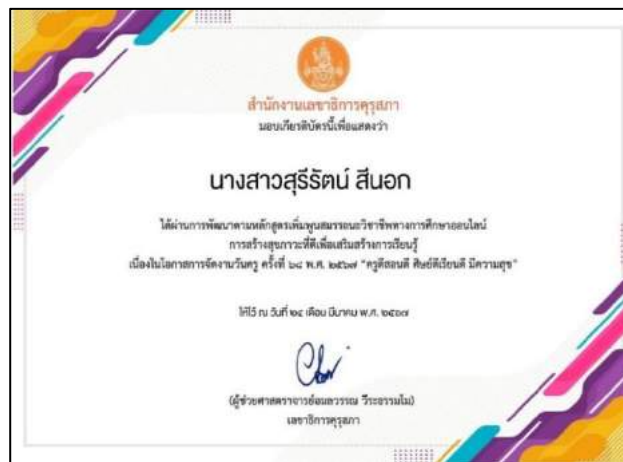 สำนักงานเลขาธิการคุรุสภา
มอบเกียรติบัตรนี้เพื่อแสดงว่า
นางสาวสุรีรัตน์ สีนอก
ได้ผ่านการพัฒนาตามหลักสูตรเพิ่มพูนสมรรถนะวิชาชีพทางการศึกษาออนไลน์
การสร้างสุขภาวะที่ดีเพื่อเสริมสร้างการเรียนรู้
เนื่องในโอกาสการจัดงานวันครู ครั้งที่ ๖๘ พ.ศ. ๒๕๖๗ "ครูดีสอนดี ศิษย์ดีเรียนดี มีความสุข"
ให้ไว้ ณ วันที่ ๒๘ เดือน มีนาคม พ.ศ. ๒๕๖๗
(ผู้ช่วยศาสตราจารย์อมลวรรณ วีระธรรมโม)
เลขาธิการคุรุสภา